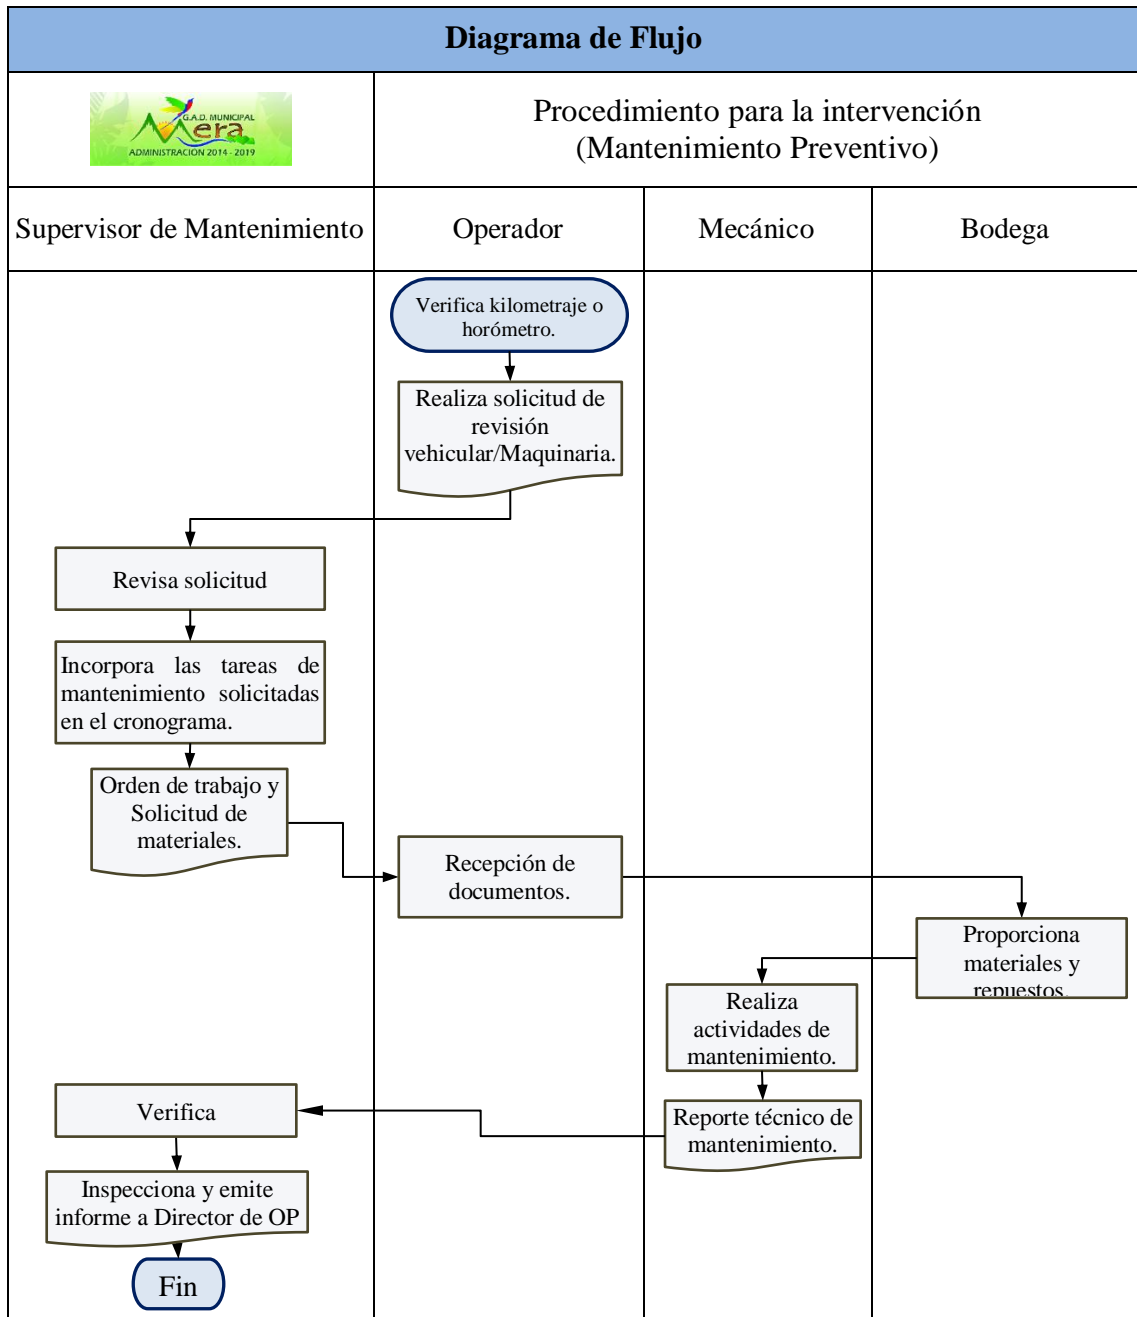 Diagrama de Flujo
G.A.D. MUNICIPAL
Mera
ADMINISTRACION 2014 - 2019
Procedimiento para la intervención
(Mantenimiento Preventivo)
Supervisor de Mantenimiento
Operador
Mecánico
Bodega
Verifica kilometraje o
horómetro.
Realiza solicitud de
revisión
vehicular/Maquinaria.
Revisa solicitud
Incorpora las tareas de
mantenimiento solicitadas
en el cronograma.
Orden de trabajo y
Solicitud de
materiales.
Recepción de
documentos.
Proporciona
materiales y
repuestos.
Realiza
actividades de
mantenimiento.
Reporte técnico de
mantenimiento.
Verifica
Inspecciona y emite
informe a Director de OP
Fin